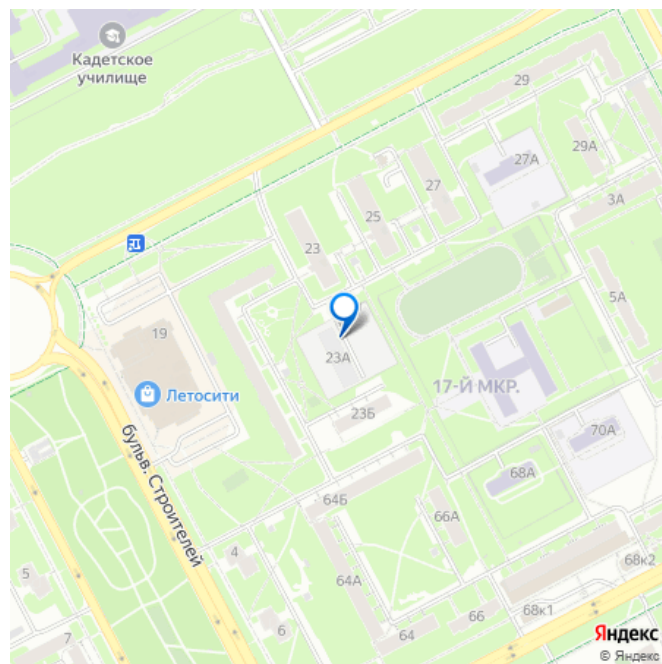 Кадетское
училище
29
27А
29А
27
3А
25
23
5А
19
23А
17-Й МКР.
Летосити
23Б
70А
68А
бульв. Строителей
64Б
66А
4
68к2
5
64А
68к1
66
6
64
7
Яндекс
© Яндекс